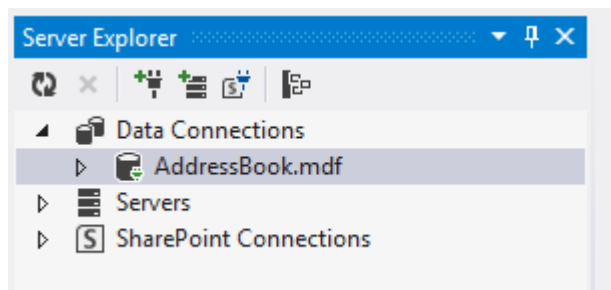 Server Explorer
Data Connections
AddressBook.mdf
Servers
SharePoint Connections